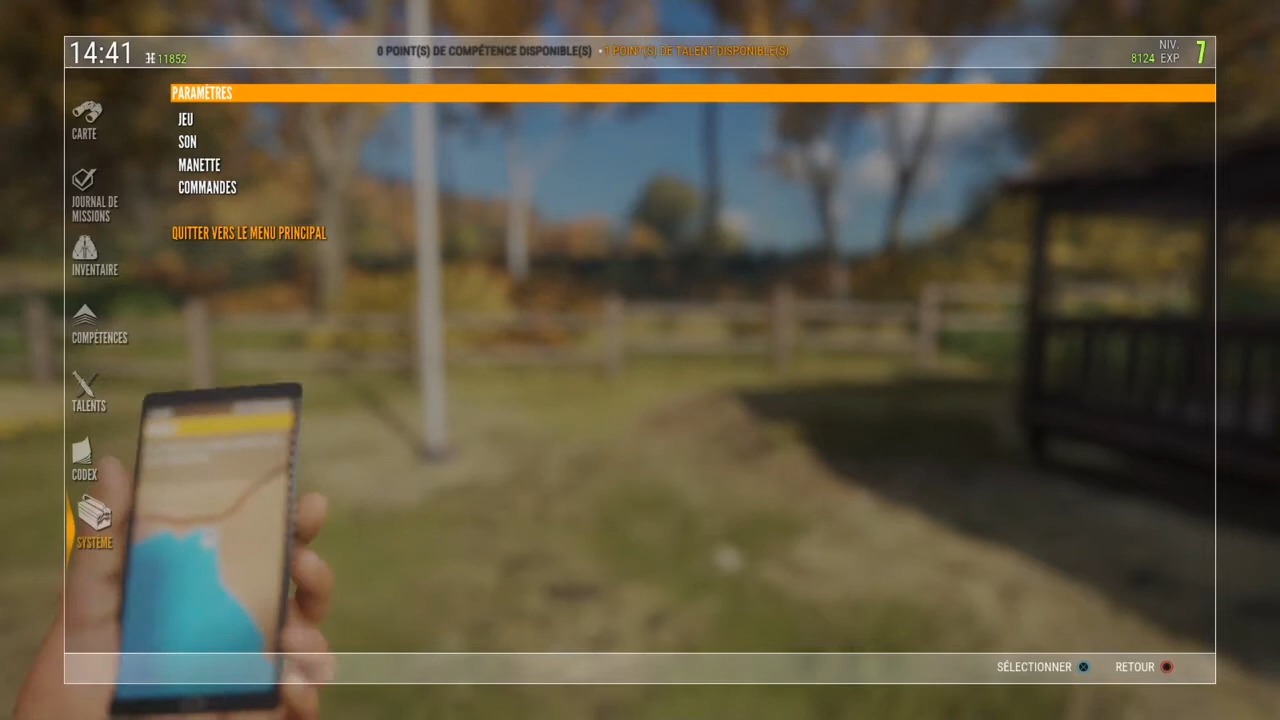 14:41 11852
0 POINT(S) DE COMPÉTENCE DISPONIBLE(S) • 1 POINT(S) DE TALENT DISPONIBLE(S)
NIV. 7
8124 EXP
PARAMÈTRES
JEU
SON
MANETTE
COMMANDES
QUITTER VERS LE MENU PRINCIPAL
CARTE
JOURNAL DE
MISSIONS
INVENTAIRE
COMPÉTENCES
TALENTS
CODEX
SYSTÈME
SÉLECTIONNER RETOUR